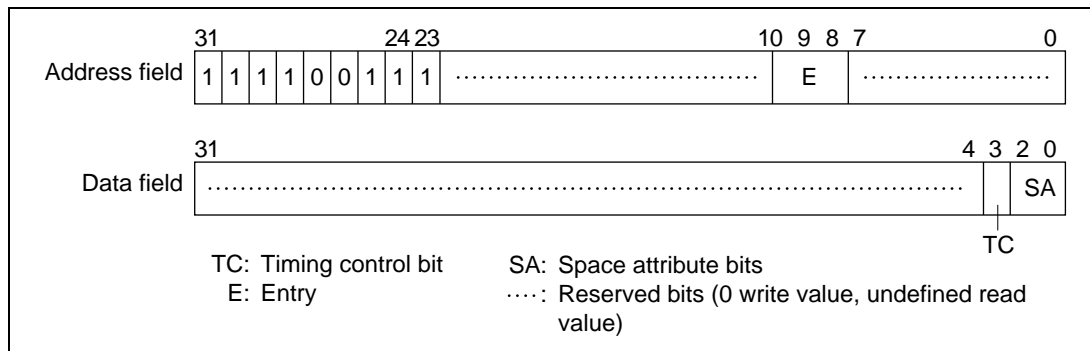 31 24 23 10 9 8 7 0
Address field 1 1 1 1 0 0 1 1 1 ........................................ E ..........................
31 4 3 2 0
Data field ........................................................................................ SA
TC
TC: Timing control bit SA: Space attribute bits
E: Entry ····: Reserved bits (0 write value, undefined read
value)